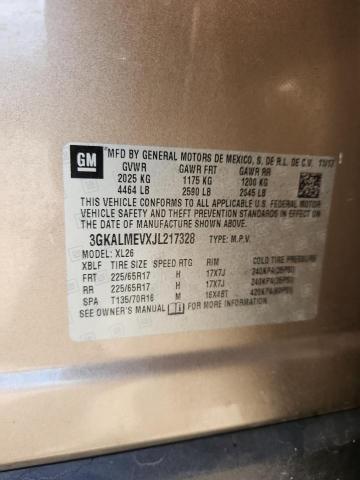 GM
MFD BY GENERAL MOTORS DE MEXICO, S. DE R.L. DE C.V. 11/17
GVWR GAWR FRT GAWR RR
2025 KG 1175 KG 1200 KG
4464 LB 2590 LB 2645 LB
THIS VEHICLE CONFORMS TO ALL APPLICABLE U.S. FEDERAL MOTOR
VEHICLE SAFETY AND THEFT PREVENTION STANDARDS IN EFFECT ON
THE DATE OF MANUFACTURE SHOWN ABOVE.
3GKALMEVXJL217328 TYPE: M.P.V.
MODEL: XL26
XBLF TIRE SIZE SPEED RTG RIM COLD TIRE PRESSURE
FRT 225/65R17 H 17X7J 240KPA(35PSI)
RR 225/65R17 H 17X7J 240KPA(35PSI)
SPA T135/70R16 M 16X4BT 420KPA(60PSI)
SEE OWNER'S MANUAL FOR MORE INFORMATION